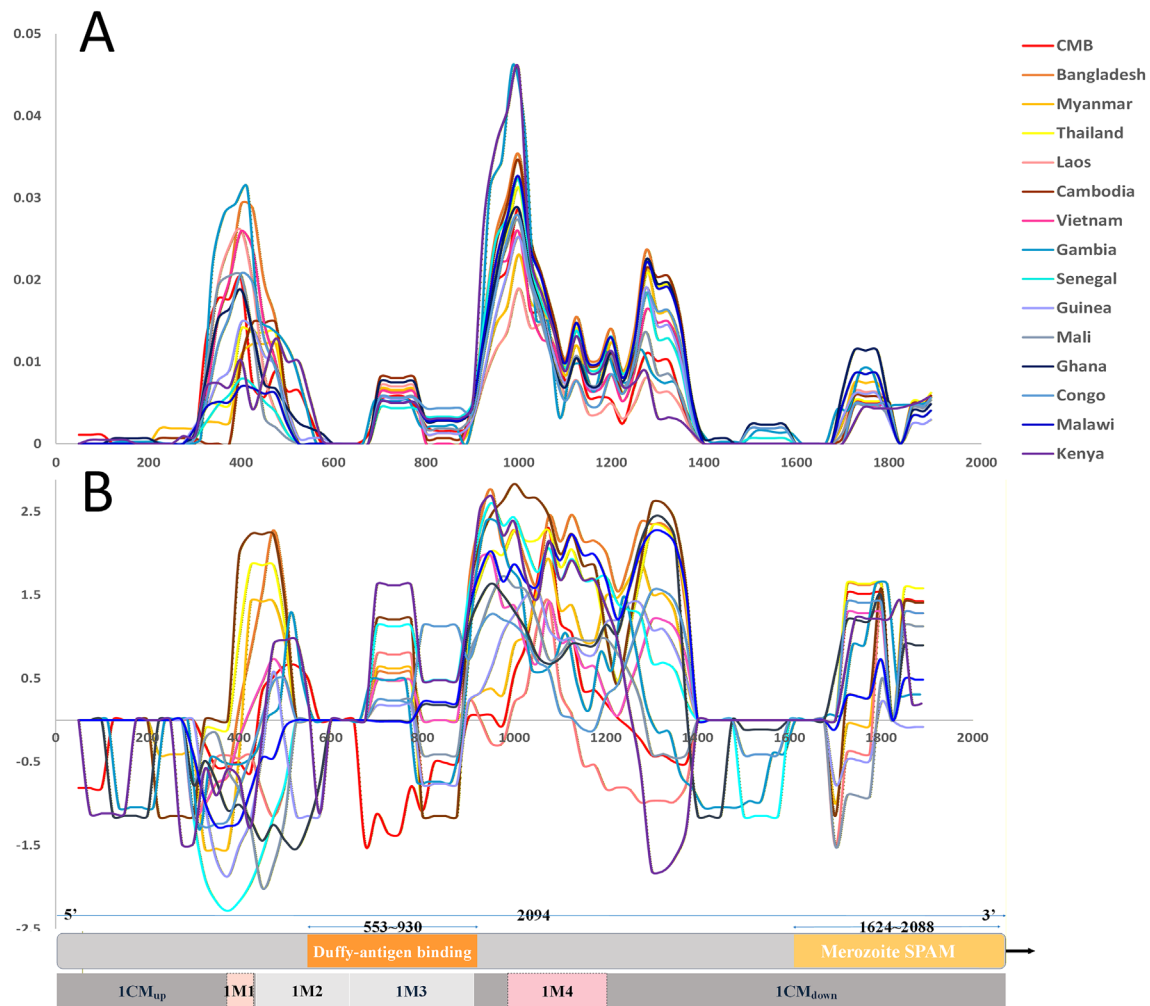 A
0.05
0.04
0.03
0.02
0.01
0
0 200 400 600 800 1000 1200 1400 1600 1800 2000
CMB
Bangladesh
Myanmar
Thailand
Laos
Cambodia
Vietnam
Gambia
Senegal
Guinea
Mali
Ghana
Congo
Malawi
Kenya
B
2.5
1.5
0.5
-0.5
-1.5
-2.5
0 200 400 600 800 1000 1200 1400 1600 1800 2000
5’ 2094 3’
553~930 1624~2088
Duffy-antigen binding Merozoite SPAM
1CMup 1M1 1M2 1M3 1M4 1CMdown